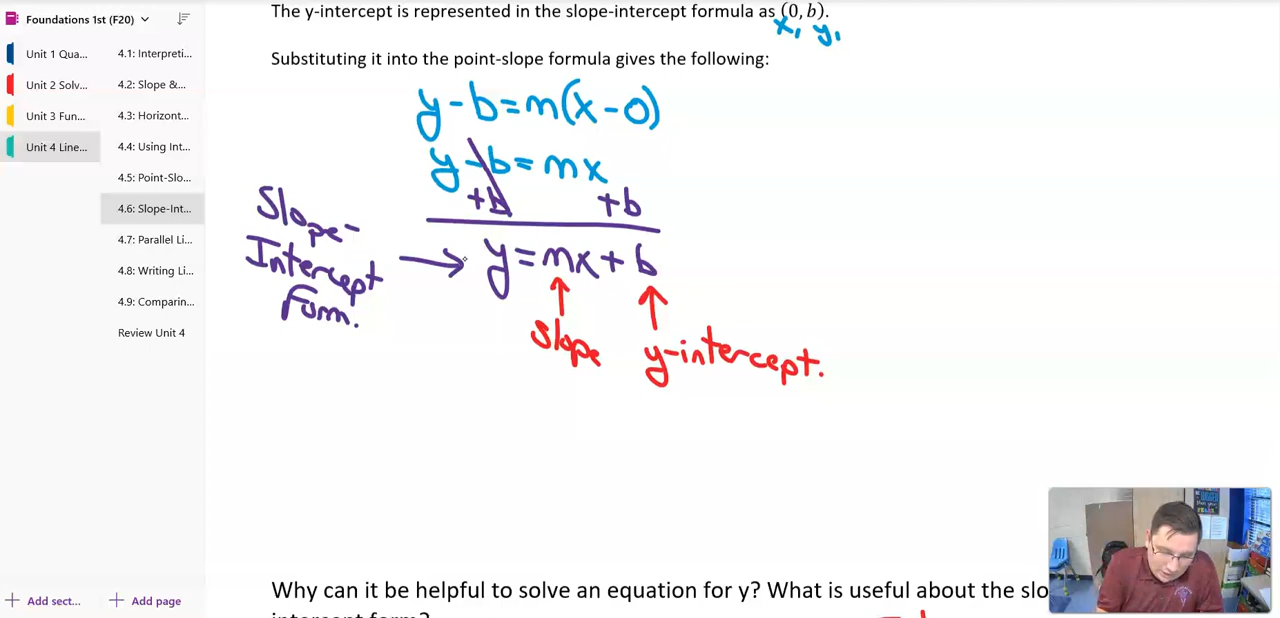 Foundations 1st (F20)
Unit 1 Qua...
Unit 2 Solv...
Unit 3 Fun...
Unit 4 Line...
4.1: Interpreti...
4.2: Slope &...
4.3: Horizont...
4.4: Using Int...
4.5: Point-Slo...
4.6: Slope-Int...
4.7: Parallel Li...
4.8: Writing Li...
4.9: Comparin...
Review Unit 4
+ Add sect...
+ Add page
The y-intercept is represented in the slope-intercept formula as (0, b).
x₁ y₁
Substituting it into the point-slope formula gives the following:
y-b=m(x-0)
y-b=mx
+b +b
Slope-
Intercept
Form.
y=mx+b
slope
y-intercept.
Why can it be helpful to solve an equation for y? What is useful about the slo